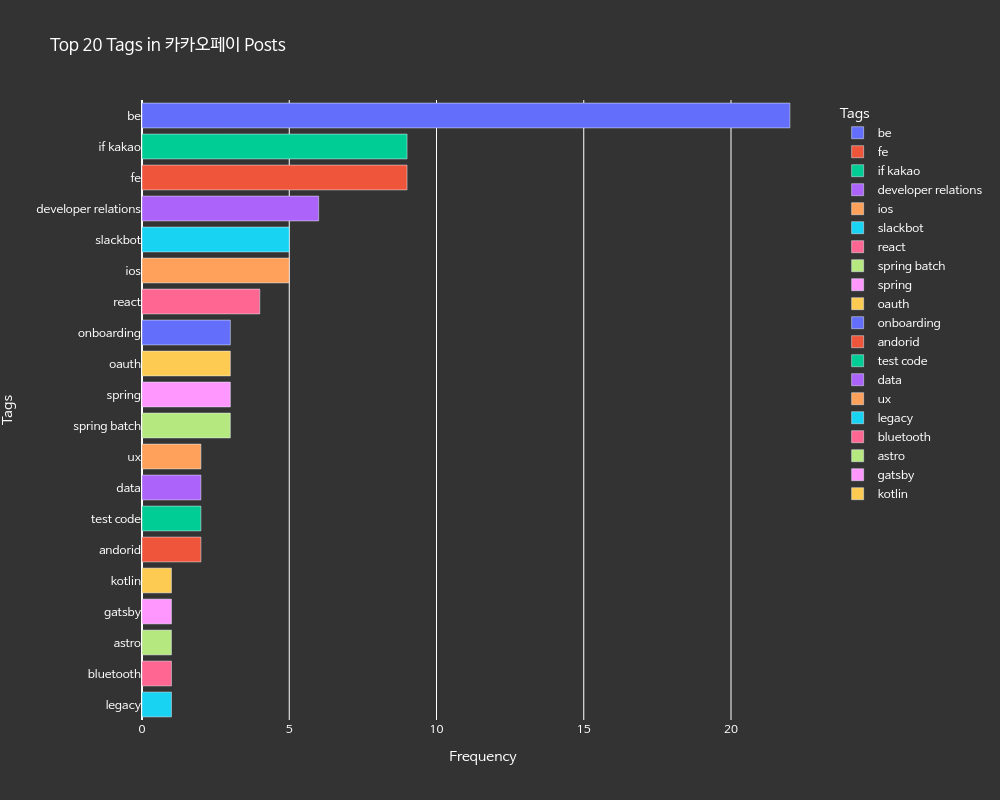 Top 20 Tags in 카카오페이 Posts
Tags
be
if kakao
fe
developer relations
slackbot
ios
react
onboarding
oauth
spring
spring batch
ux
data
test code
andorid
kotlin
gatsby
astro
bluetooth
legacy
0 5 10 15 20
Frequency
Tags
be
fe
if kakao
developer relations
ios
slackbot
react
spring batch
spring
oauth
onboarding
andorid
test code
data
ux
legacy
bluetooth
astro
gatsby
kotlin